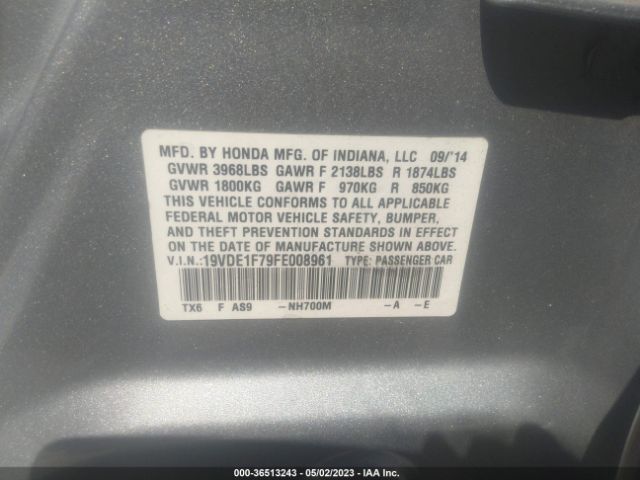 MFD. BY HONDA MFG. OF INDIANA, LLC 09/'14
GVWR 3968LBS GAWR F 2138LBS R 1874LBS
GVWR 1800KG GAWR F 970KG R 850KG
THIS VEHICLE CONFORMS TO ALL APPLICABLE
FEDERAL MOTOR VEHICLE SAFETY, BUMPER,
AND THEFT PREVENTION STANDARDS IN EFFECT
ON THE DATE OF MANUFACTURE SHOWN ABOVE.
V.I.N.:19VDE1F79FE008961 TYPE: PASSENGER CAR
TX6 F AS9 -NH700M -A -E
000-36513243 - 05/02/2023 - IAA Inc.